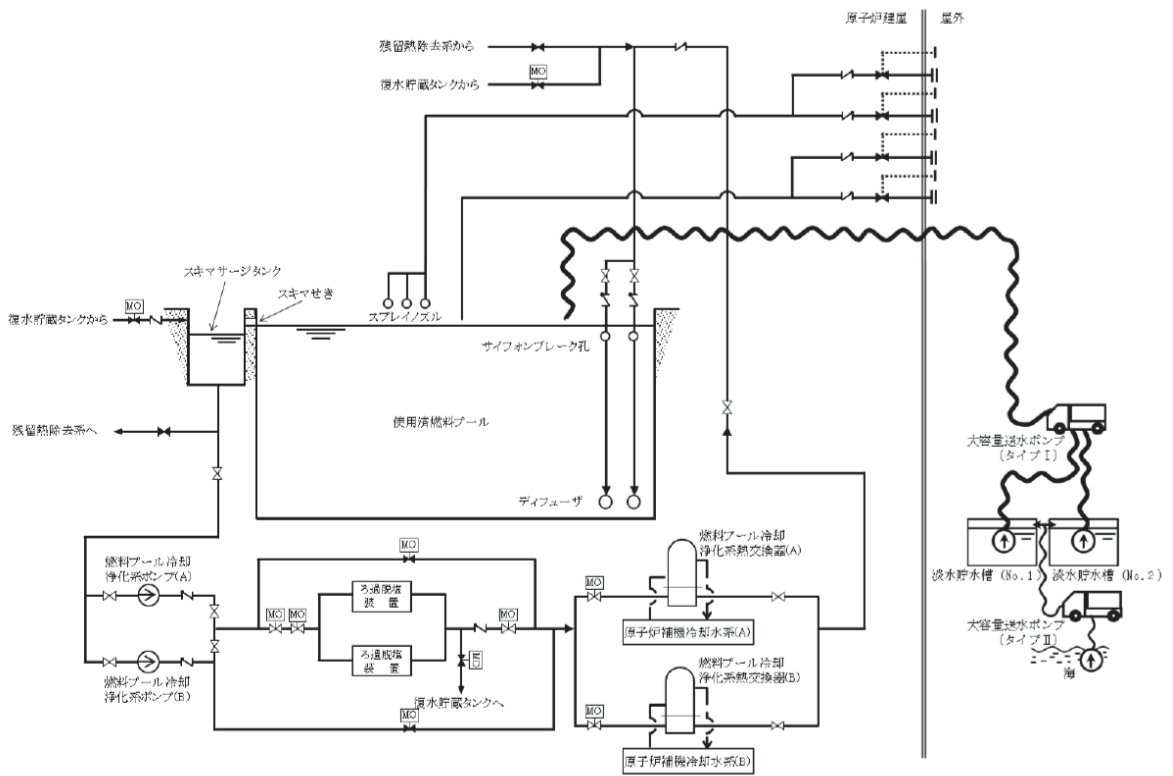 原子炉建屋
屋外
残留熱除去系から
MO
復水貯蔵タンクから
スキマサージタンク
スキマせき
MO
復水貯蔵タンクから
スプレイノズル
サイフォンブレーク孔
使用済燃料プール
残留熱除去系へ
大容量送水ポンプ
(タイプⅠ)
ディフューザ
淡水貯水槽 (No.1)
淡水貯水槽 (No.2)
大容量送水ポンプ
(タイプⅡ)
海
燃料プール冷却
浄化系ポンプ(A)
燃料プール冷却
浄化系ポンプ(B)
MO
MO
MO
ろ過脱塩
装 置
ろ過脱塩
装 置
MO
MO
復水貯蔵タンクへ
MO
燃料プール冷却
浄化系熱交換器(A)
MO
原子炉補機冷却水系(A)
燃料プール冷却
浄化系熱交換器(B)
MO
原子炉補機冷却水系(B)